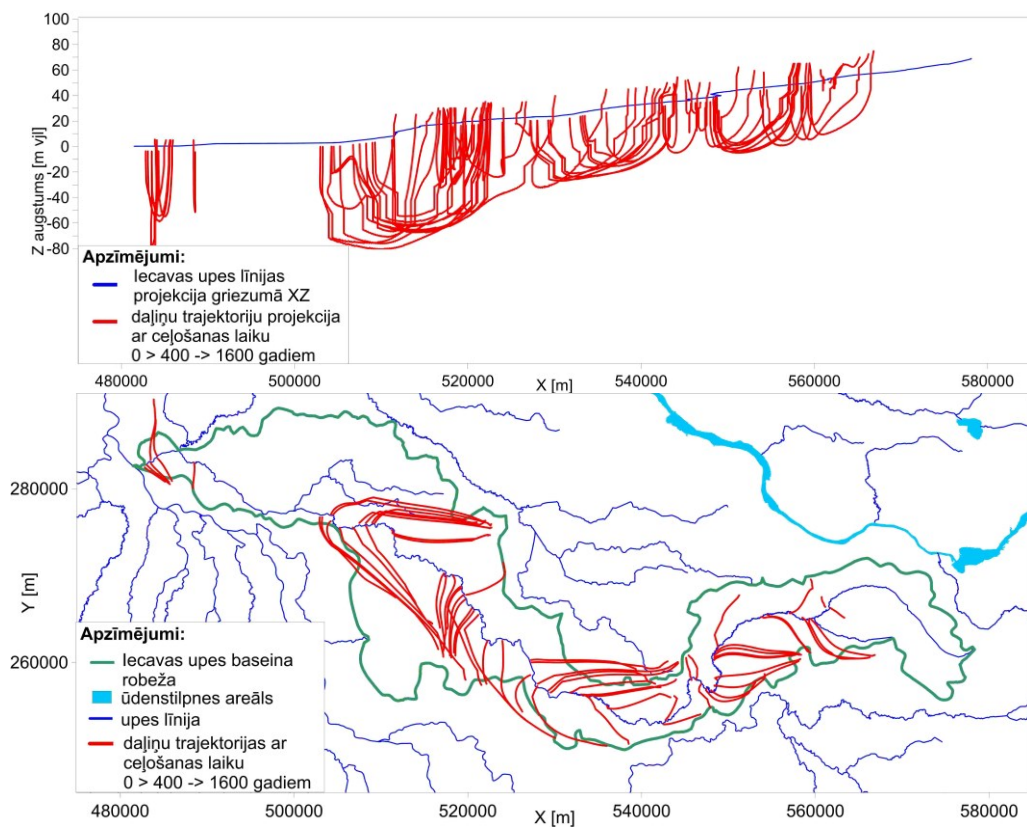 100
80
60
40
20
0
-20
-40
-60
-80
Z augstums [m vjl]
Apzīmējumi:
Iecavas upes līnijas
projekcija griezumā XZ
daļiņu trajektoriju projekcija
ar ceļošanas laiku
0 > 400 -> 1600 gadiem
480000 500000 520000 X [m] 540000 560000 580000
280000
260000
Y [m]
Apzīmējumi:
Iecavas upes baseina
robeža
ūdenstilpnes areāls
upes līnija
daļiņu trajektorijas ar
ceļošanas laiku
0 > 400 -> 1600 gadiem
480000 500000 520000 X [m] 540000 560000 580000